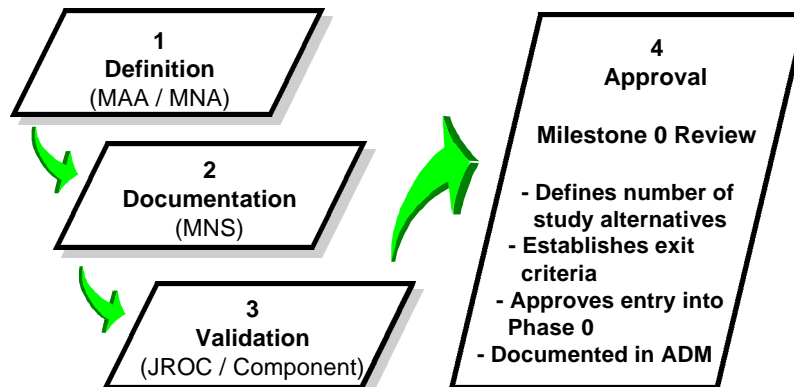 1
Definition
(MAA / MNA)
2
Documentation
(MNS)
3
Validation
(JROC / Component)
4
Approval
Milestone 0 Review
- Defines number of
study alternatives
- Establishes exit
criteria
- Approves entry into
Phase 0
- Documented in ADM